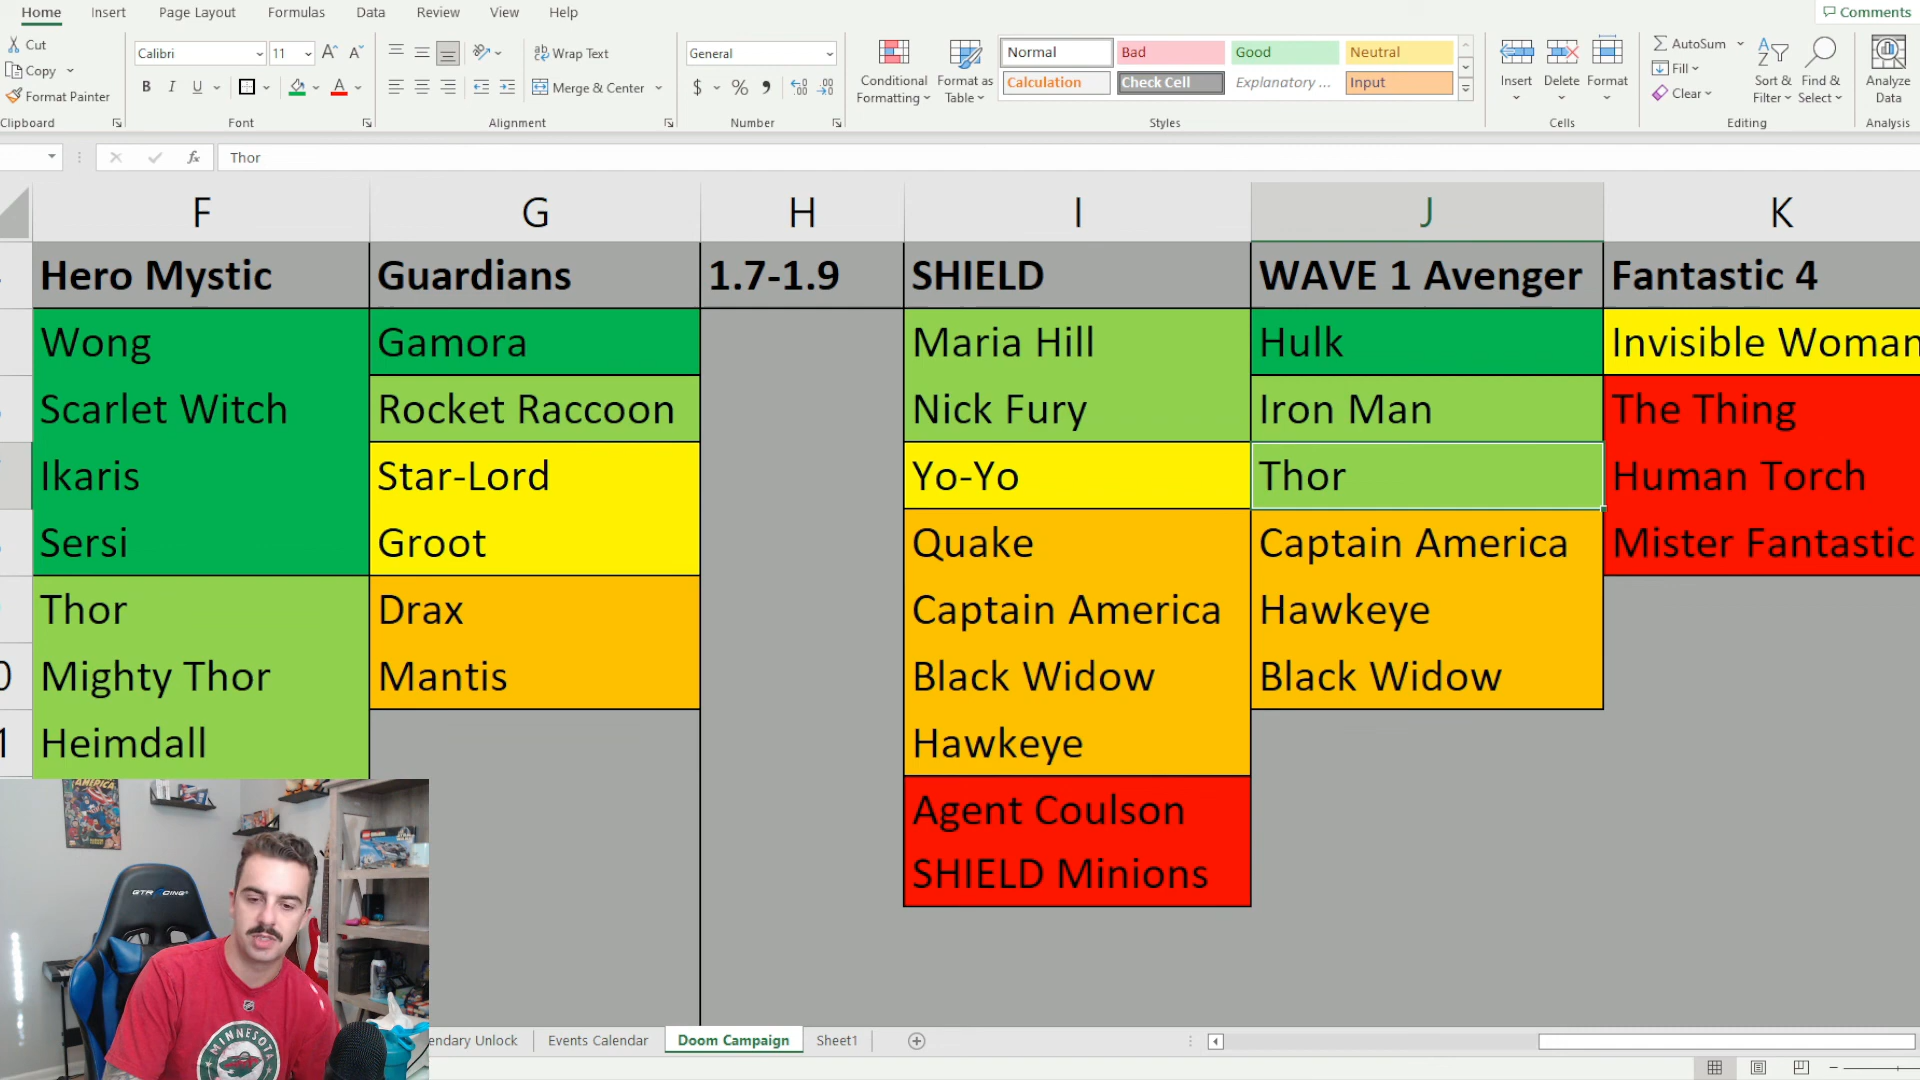 Home Insert Page Layout Formulas Data Review View Help Comments
Cut
Copy
Format Painter
Clipboard
Calibri 11
B I U
Font
Wrap Text
Merge & Center
Alignment
General
$ %
Number
Conditional Formatting
Format as Table
Normal Bad Good Neutral
Calculation Check Cell Explanatory ... Input
Styles
Insert Delete Format
Cells
AutoSum
Fill
Clear
Sort & Filter
Find & Select
Editing
Analyze Data
Analysis
fx Thor
F G H I J K
Hero Mystic Guardians 1.7-1.9 SHIELD WAVE 1 Avenger Fantastic 4
Wong Gamora Maria Hill Hulk Invisible Woman
Scarlet Witch Rocket Raccoon Nick Fury Iron Man The Thing
Ikaris Star-Lord Yo-Yo Thor Human Torch
Sersi Groot Quake Captain America Mister Fantastic
Thor Drax Captain America Hawkeye
0 Mighty Thor Mantis Black Widow Black Widow
1 Heimdall Hawkeye
Agent Coulson
SHIELD Minions
AMERICA
GTRACING
MINNESOTA
endary Unlock Events Calendar Doom Campaign Sheet1